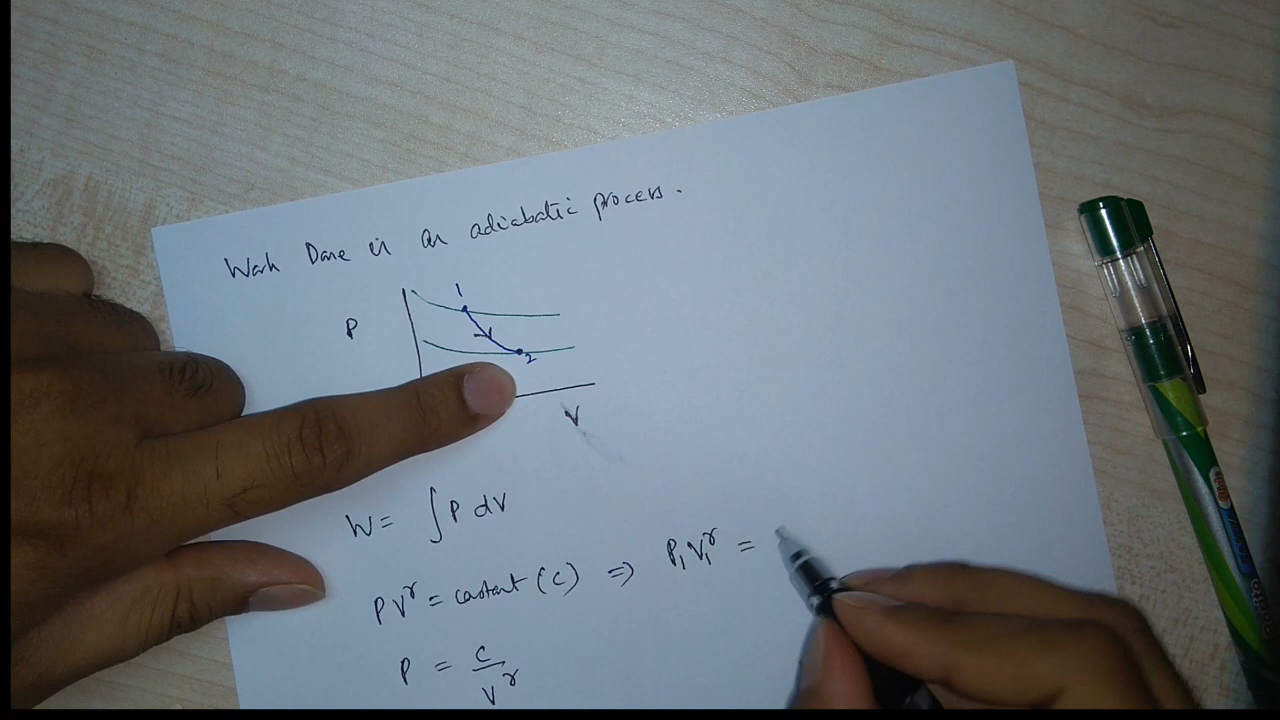 Work Done in an adiabatic process.
1
P
2
V
W = ∫P dV
PV^γ = constant (C) ⇒ P₁V₁^γ =
P = C/V^γ